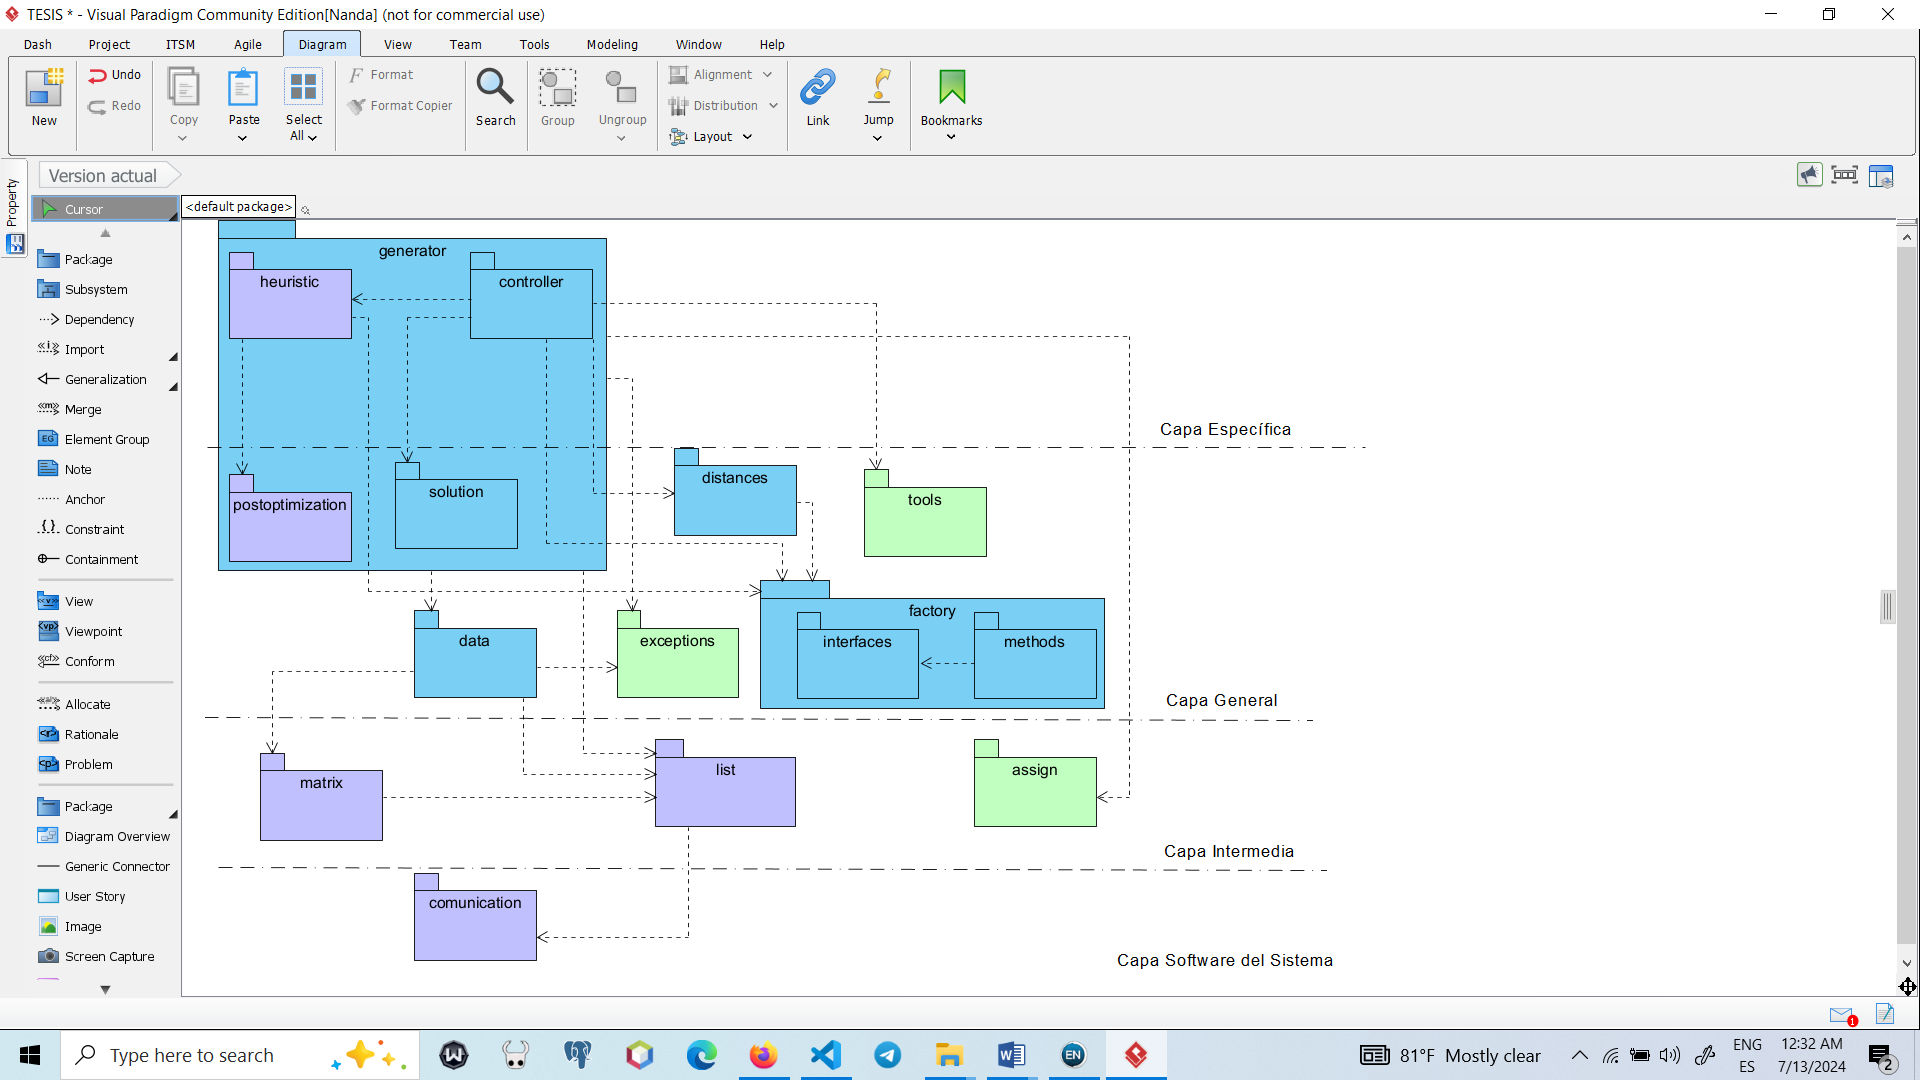 TESIS * - Visual Paradigm Community Edition[Nanda] (not for commercial use)
Dash Project ITSM Agile Diagram View Team Tools Modeling Window Help
New
Undo
Redo
Copy
Paste
Select
All
Format
Format Copier
Search
Group
Ungroup
Alignment
Distribution
Layout
Link
Jump
Bookmarks
Property
Version actual
<default package>
Cursor
Package
Subsystem
Dependency
Import
Generalization
Merge
Element Group
Note
Anchor
Constraint
Containment
View
Viewpoint
Conform
Allocate
Rationale
Problem
Package
Diagram Overview
Generic Connector
User Story
Image
Screen Capture
generator
heuristic
controller
Capa Específica
postoptimization
solution
distances
tools
data
exceptions
factory
interfaces
methods
Capa General
matrix
list
assign
Capa Intermedia
comunication
Capa Software del Sistema
1
Type here to search
EN
81°F Mostly clear
ENG
ES
12:32 AM
7/13/2024
2